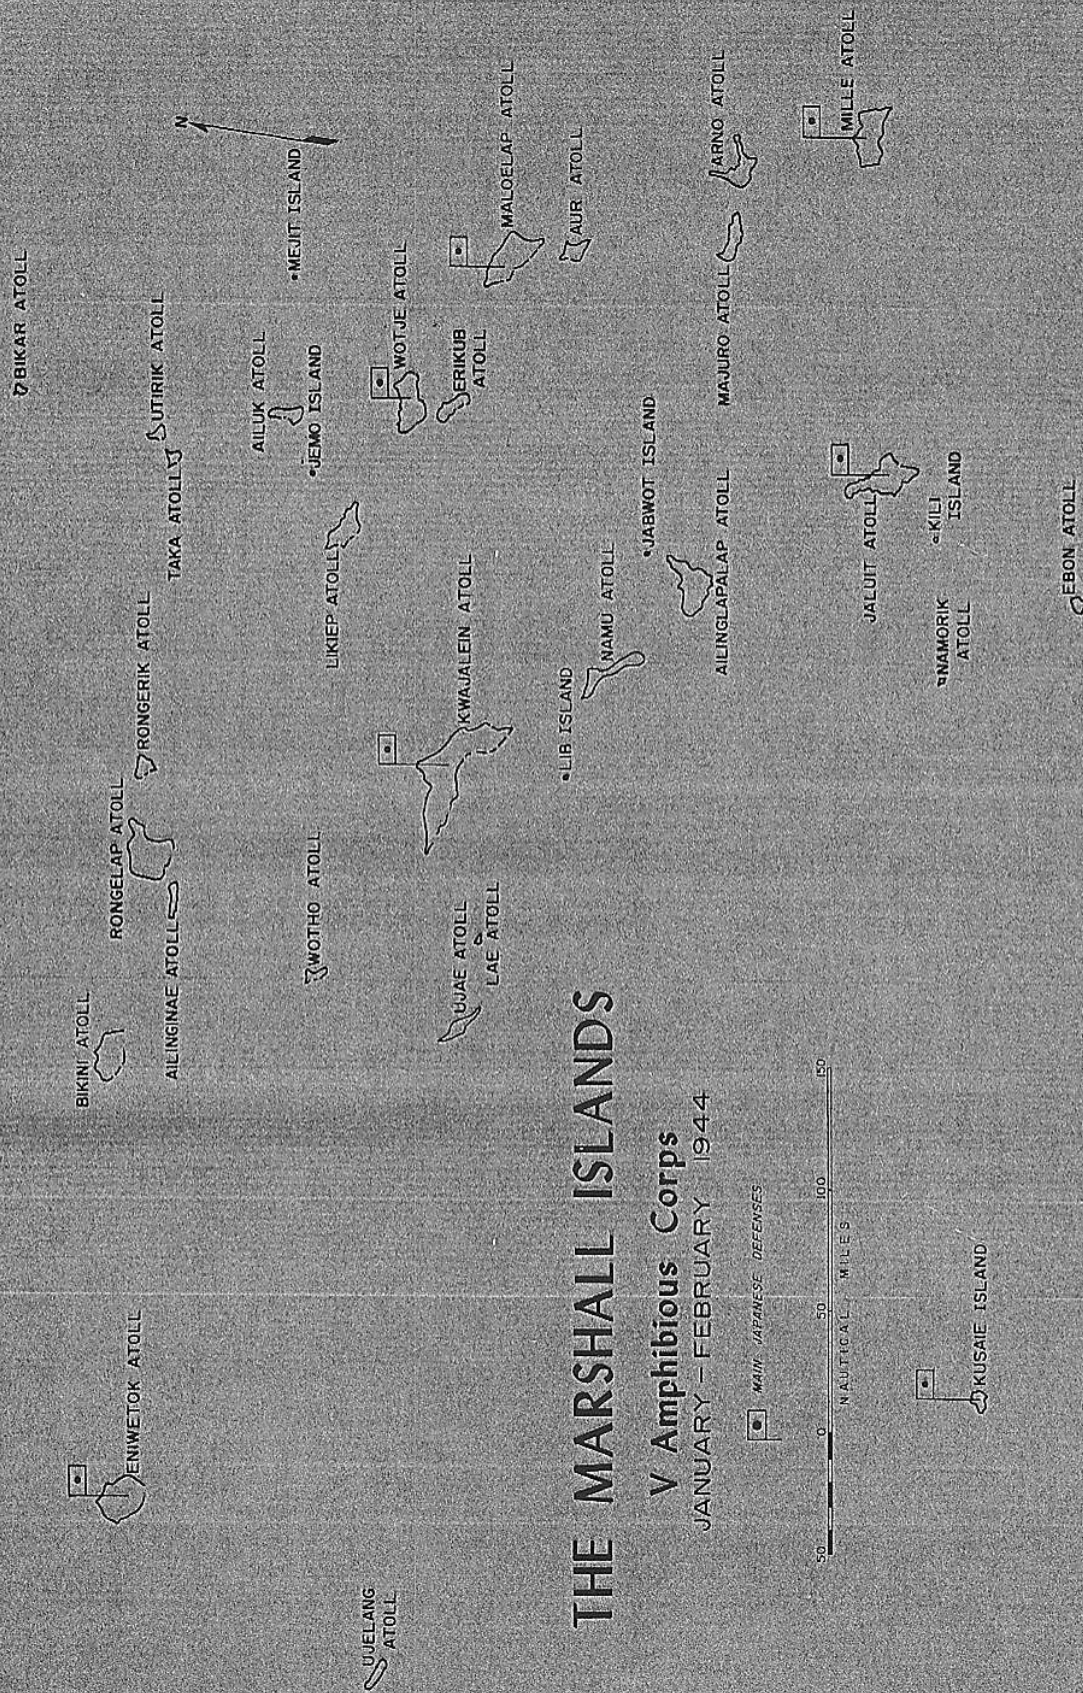 BIKAR ATOLL
ENIWETOK ATOLL
BIKINI ATOLL
RONGELAP ATOLL
RONGERIK ATOLL
UTIRIK ATOLL
TAKA ATOLL
AILINGINAE ATOLL
N
AILUK ATOLL
MEJIT ISLAND
JEMO ISLAND
WOTHO ATOLL
LIKIEP ATOLL
UJELANG
ATOLL
WOTJE ATOLL
ERIKUB
ATOLL
KWAJALEIN ATOLL
MALOELAP ATOLL
UJAE ATOLL
LAE ATOLL
AUR ATOLL
LIB ISLAND
NAMU ATOLL
JABWOT ISLAND
THE MARSHALL ISLANDS
V Amphibious Corps
JANUARY - FEBRUARY 1944
MAIN JAPANESE DEFENSES
50 0 50 100 150
NAUTICAL MILES
AILINGLAPALAP ATOLL
MAJURO ATOLL
ARNO ATOLL
MILLE ATOLL
JALUIT ATOLL
KILI
ISLAND
NAMORIK
ATOLL
KUSAIE ISLAND
EBON ATOLL